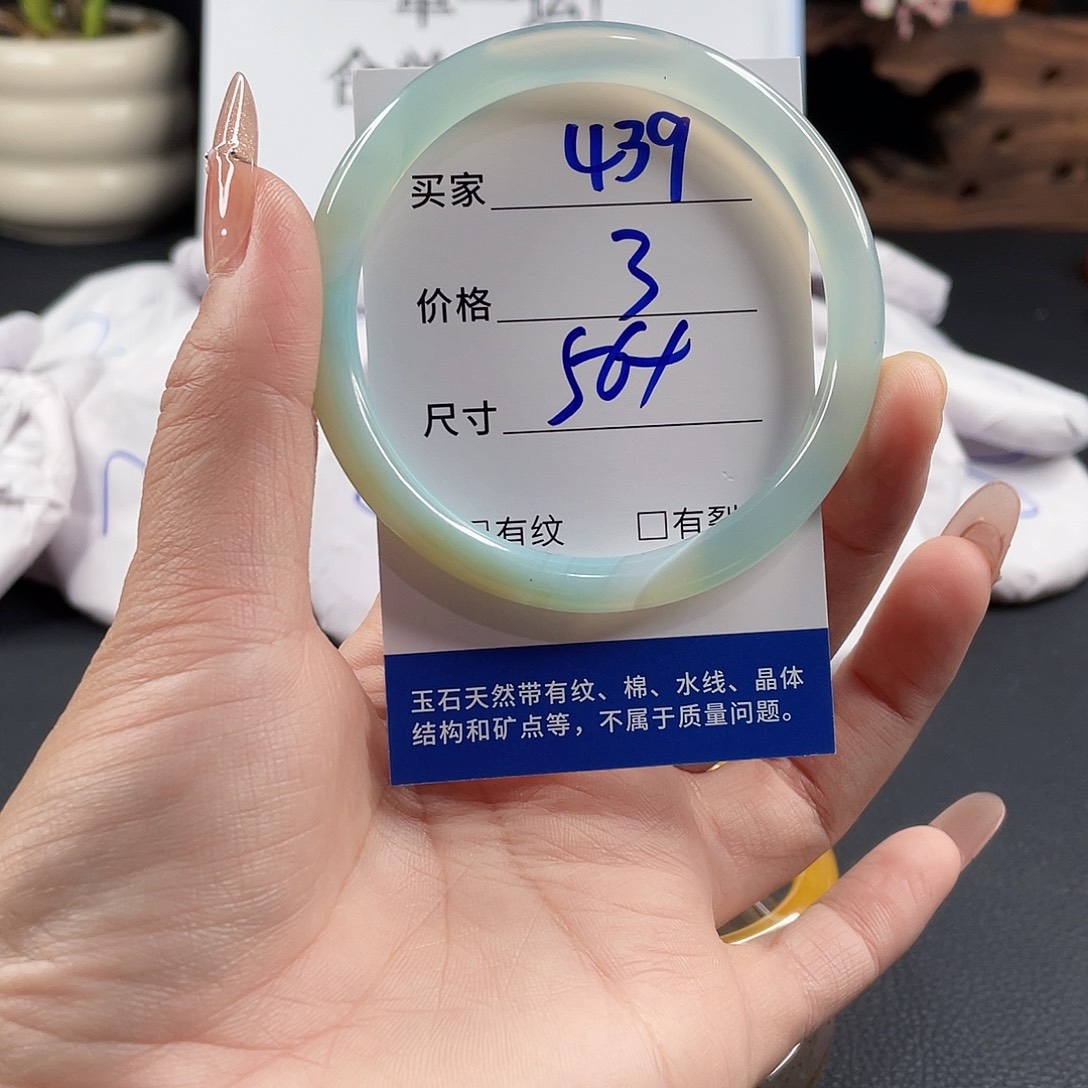 买家 439
价格 3
尺寸 564
有纹 □有裂
玉石天然带有纹、棉、水线、晶体
结构和矿点等，不属于质量问题。